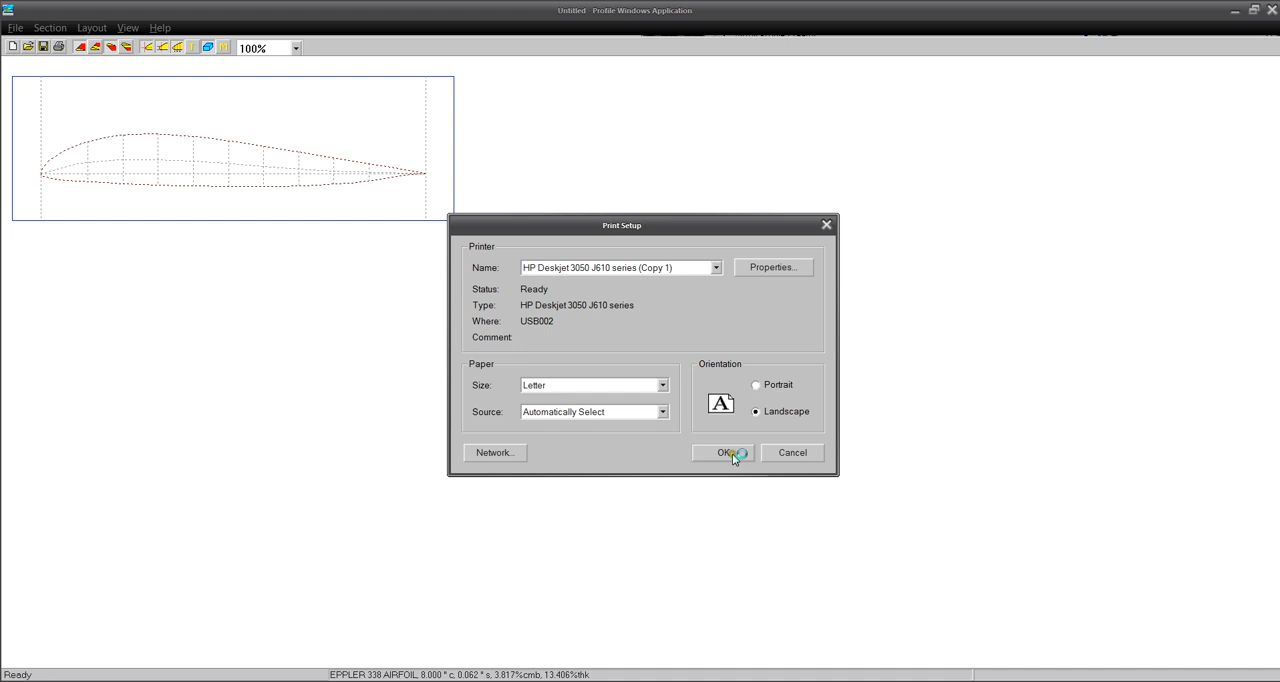 Untitled - Profile Windows Application
File Section Layout View Help
100%
Print Setup
Printer
Name: HP Deskjet 3050 J610 series (Copy 1) Properties...
Status: Ready
Type: HP Deskjet 3050 J610 series
Where: USB002
Comment:
Paper
Size: Letter
Source: Automatically Select
Orientation
Portrait
A Landscape
Network... OK Cancel
Ready EPPLER 338 AIRFOIL, 8.000 " c, 0.062 " s, 3.817%cmb, 13.406%thk